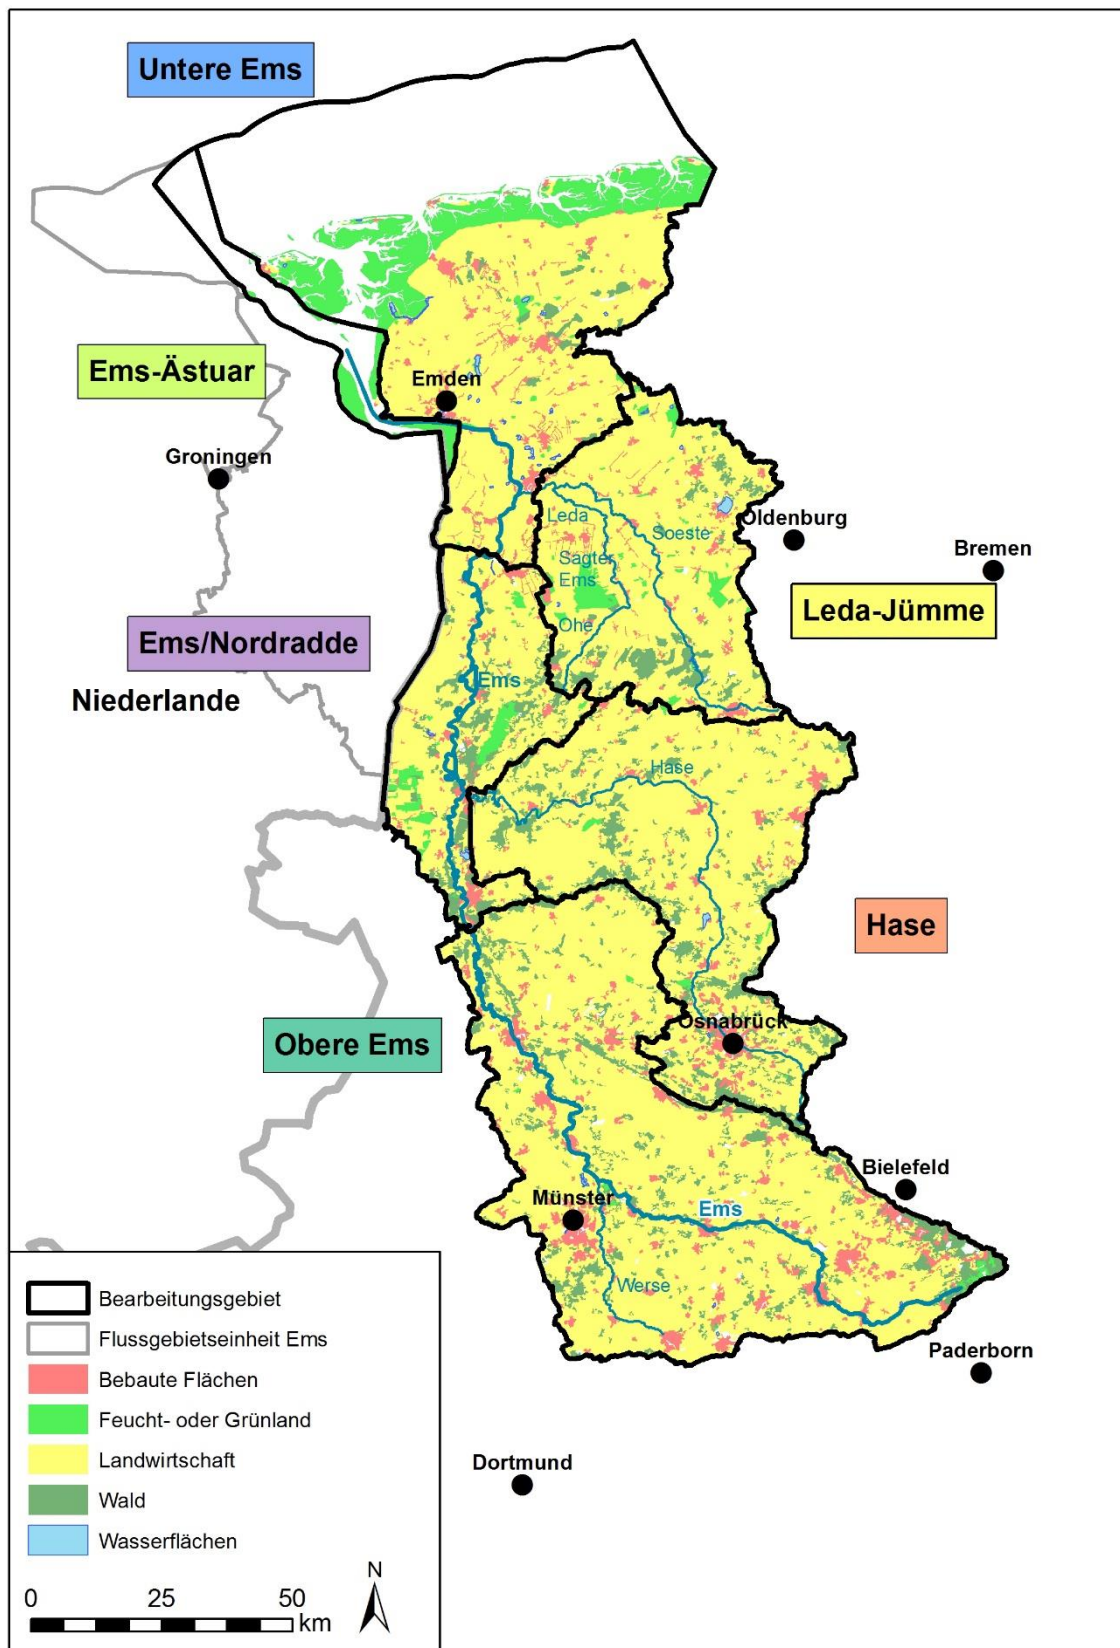 Untere Ems
Ems-Ästuar
Emden
Groningen
Leda
Soeste
Oldenburg
Bremen
Sagter
Ems
Leda-Jümme
Ohe
Ems/Nordradde
Ems
Niederlande
Hase
Hase
Osnabrück
Obere Ems
Bielefeld
Münster
Ems
Werse
Paderborn
Dortmund
Bearbeitungsgebiet
Flussgebietseinheit Ems
Bebaute Flächen
Feucht- oder Grünland
Landwirtschaft
Wald
Wasserflächen
N
0 25 50
km